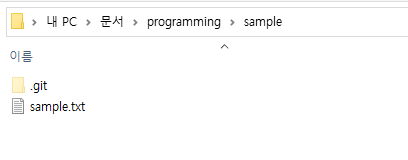 내 PC > 문서 > programming > sample
이름
.git
sample.txt